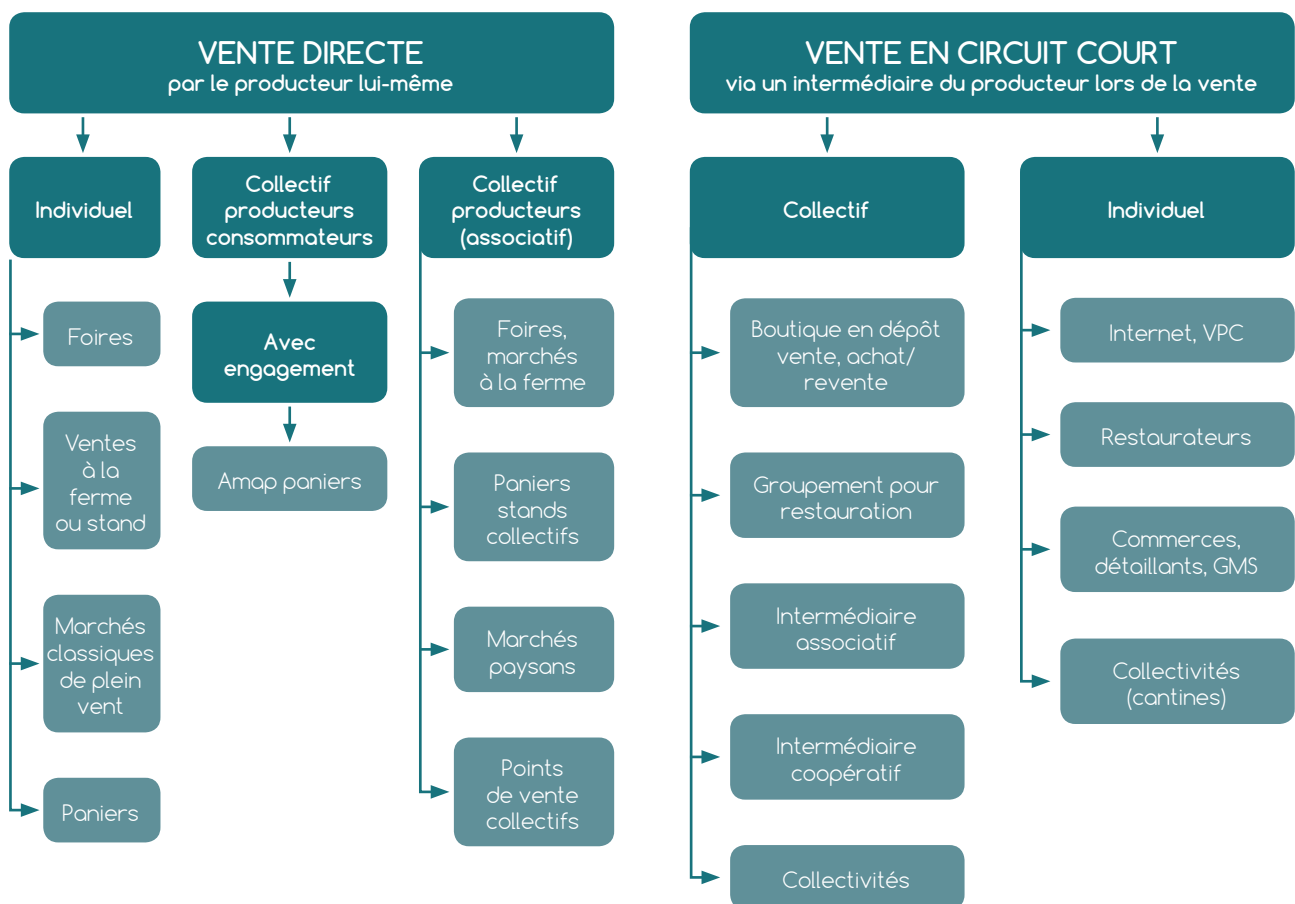 VENTE DIRECTE
par le producteur lui-même
Individuel
Foires
Ventes
à la
ferme
ou stand
Marchés
classiques
de plein
vent
Paniers
Collectif
producteurs
consommateurs
Avec
engagement
Amap paniers
Collectif
producteurs
(associatif)
Foires,
marchés
à la ferme
Paniers
stands
collectifs
Marchés
paysans
Points
de vente
collectifs
VENTE EN CIRCUIT COURT
via un intermédiaire du producteur lors de la vente
Collectif
Boutique en dépôt
vente, achat/
revente
Groupement pour
restauration
Intermédiaire
associatif
Intermédiaire
coopératif
Collectivités
Individuel
Internet, VPC
Restaurateurs
Commerces,
détaillants, GMS
Collectivités
(cantines)